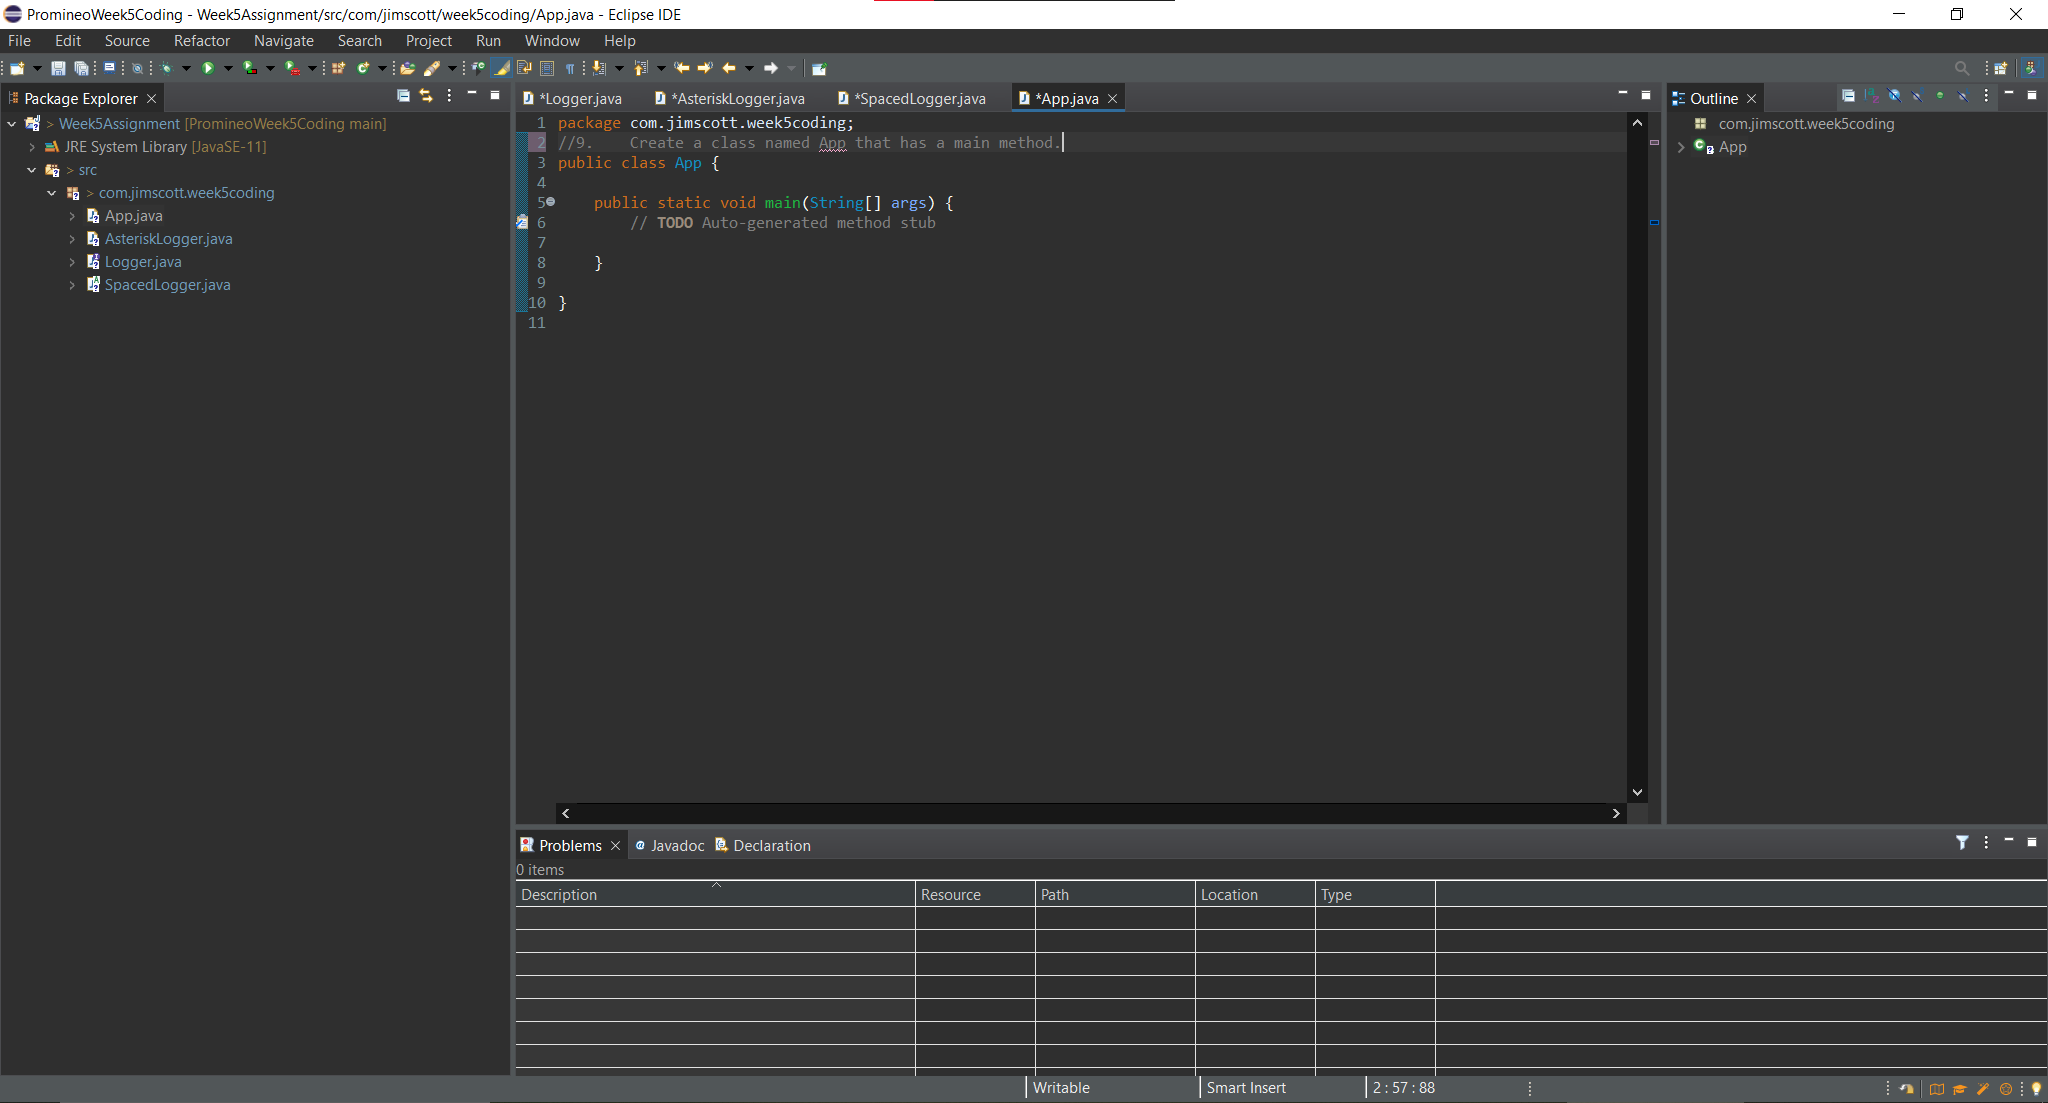 PromineoWeek5Coding - Week5Assignment/src/com/jimscott/week5coding/App.java - Eclipse IDE
File Edit Source Refactor Navigate Search Project Run Window Help
Package Explorer
> Week5Assignment [PromineoWeek5Coding main]
JRE System Library [JavaSE-11]
> src
> com.jimscott.week5coding
App.java
AsteriskLogger.java
Logger.java
SpacedLogger.java
*Logger.java *AsteriskLogger.java *SpacedLogger.java *App.java
1 package com.jimscott.week5coding;
2 //9. Create a class named App that has a main method.
3 public class App {
4
5 public static void main(String[] args) {
6 // TODO Auto-generated method stub
7
8 }
9
10 }
11
Outline
com.jimscott.week5coding
App
Problems @ Javadoc Declaration
0 items
Description Resource Path Location Type
Writable Smart Insert 2 : 57 : 88